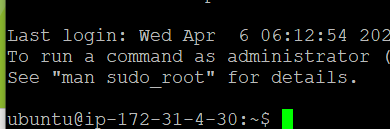 Last login: Wed Apr  6 06:12:54 202
To run a command as administrator (
See "man sudo_root" for details.
ubuntu@ip-172-31-4-30:~$